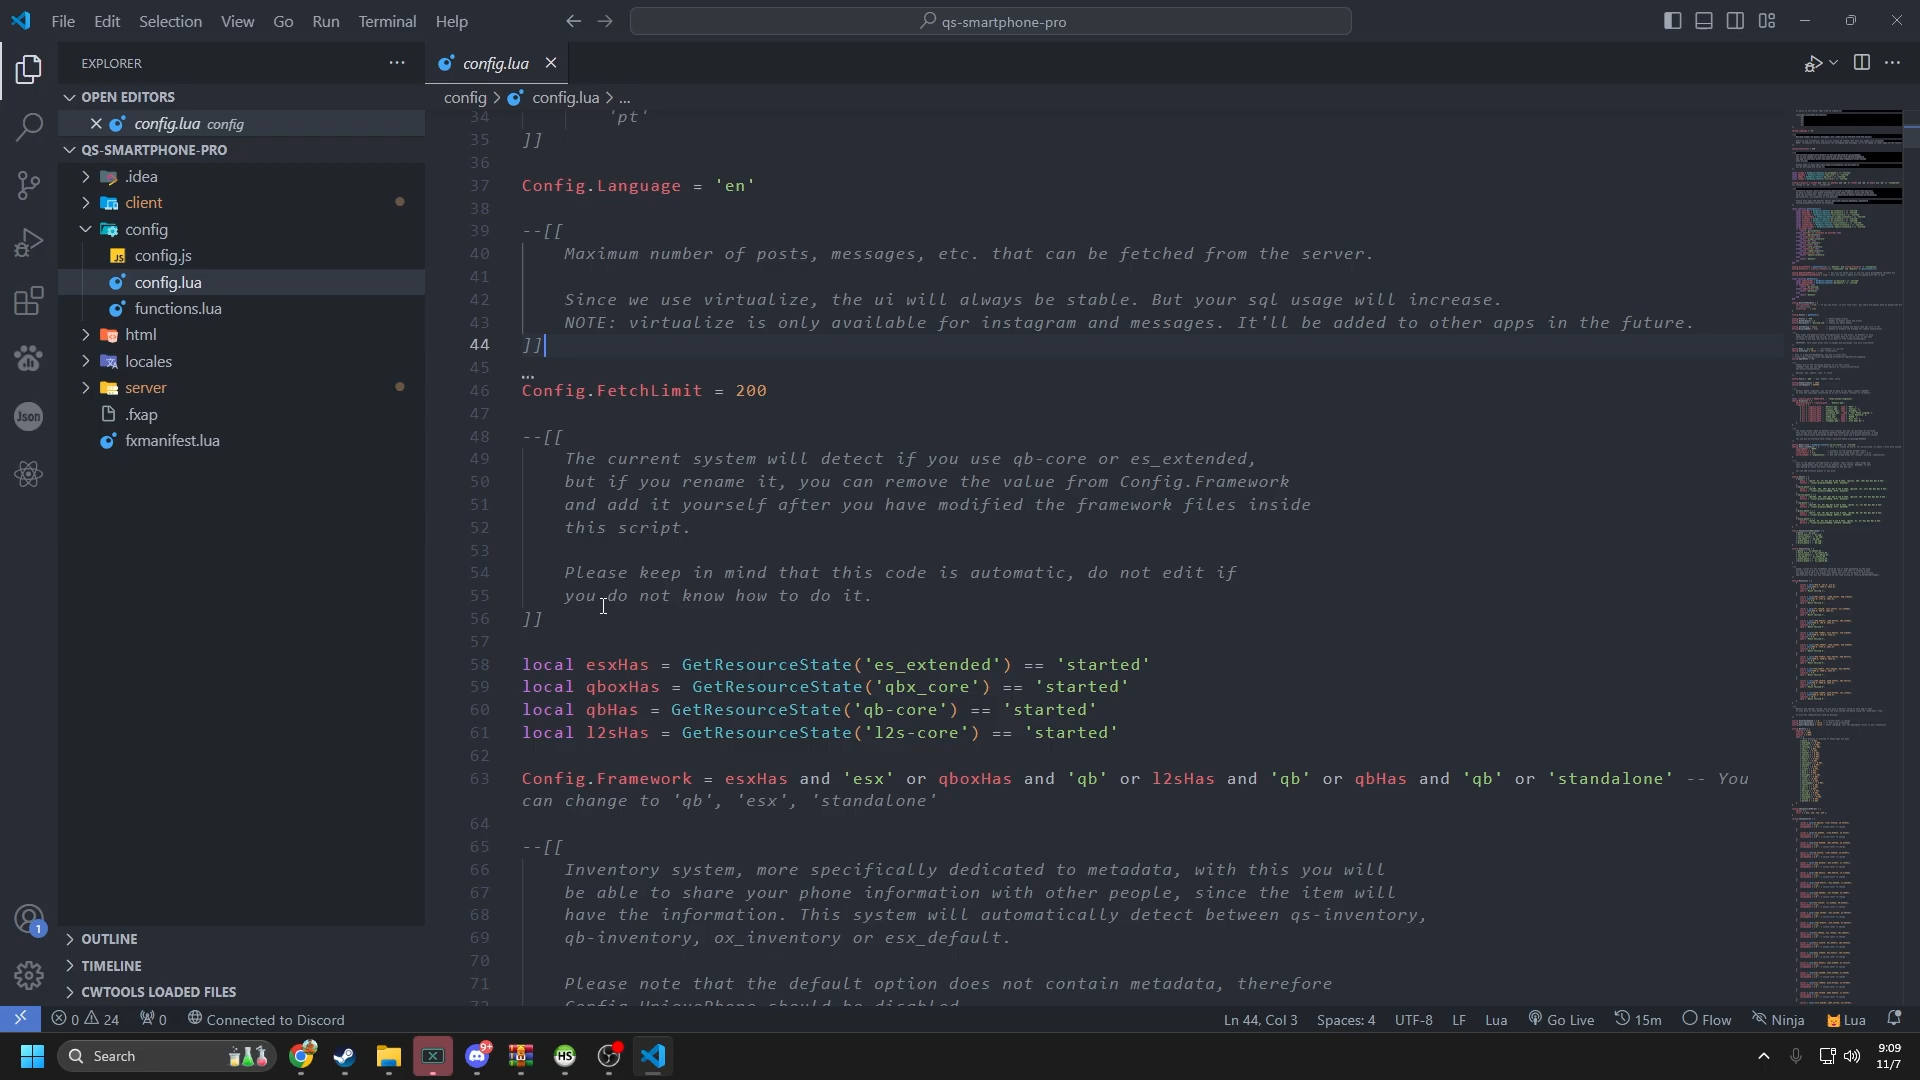 File Edit Selection View Go Run Terminal Help
qs-smartphone-pro
EXPLORER
config.lua
OPEN EDITORS
config > config.lua > ...
config.lua config
QS-SMARTPHONE-PRO
.idea
client
config
config.js
config.lua
functions.lua
html
locales
server
.fxap
fxmanifest.lua
34 'pt'
35 ]]
36
37 Config.Language = 'en'
38
39 --[[
40 Maximum number of posts, messages, etc. that can be fetched from the server.
41
42 Since we use virtualize, the ui will always be stable. But your sql usage will increase.
43 NOTE: virtualize is only available for instagram and messages. It'll be added to other apps in the future.
44 ]]
45 ...
46 Config.FetchLimit = 200
47
48 --[[
49 The current system will detect if you use qb-core or es_extended,
50 but if you rename it, you can remove the value from Config.Framework
51 and add it yourself after you have modified the framework files inside
52 this script.
53
54 Please keep in mind that this code is automatic, do not edit if
55 you do not know how to do it.
56 ]]
57
58 local esxHas = GetResourceState('es_extended') == 'started'
59 local qboxHas = GetResourceState('qbx_core') == 'started'
60 local qbHas = GetResourceState('qb-core') == 'started'
61 local l2sHas = GetResourceState('l2s-core') == 'started'
62
63 Config.Framework = esxHas and 'esx' or qboxHas and 'qb' or l2sHas and 'qb' or qbHas and 'qb' or 'standalone' -- You
can change to 'qb', 'esx', 'standalone'
64
65 --[[
66 Inventory system, more specifically dedicated to metadata, with this you will
67 be able to share your phone information with other people, since the item will
68 have the information. This system will automatically detect between qs-inventory,
69 qb-inventory, ox_inventory or esx_default.
70
71 Please note that the default option does not contain metadata, therefore
72 Config.UniquePhone should be disabled.
JS
Json
1
OUTLINE
TIMELINE
CWTOOLS LOADED FILES
0 24 0 Connected to Discord
Ln 44, Col 3 Spaces: 4 UTF-8 LF Lua Go Live 15m Flow Ninja Lua
Search
9+
HS
9:09
11/7